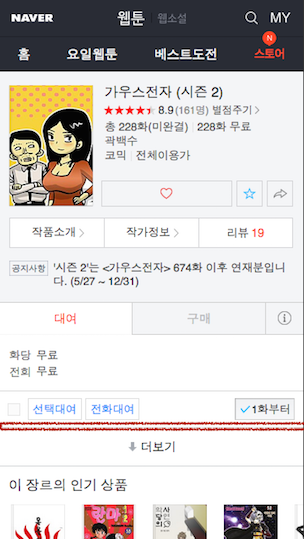 NAVER 웹툰 웹소설 MY
홈 요일웹툰 베스트도전 스토어 N
가우스전자 (시즌 2)
8.9 (161명) 별점주기 >
총 228화(미완결) 228화 무료
곽백수
코믹 전체이용가
작품소개 > 작가정보 > 리뷰 19
공지사항 '시즌 2'는 <가우스전자> 674화 이후 연재분입니
다. (5/27 ~ 12/31)
대여 구매
화당 무료
전회 무료
선택대여 전화대여 1화부터
더보기
이 장르의 인기 상품
란마